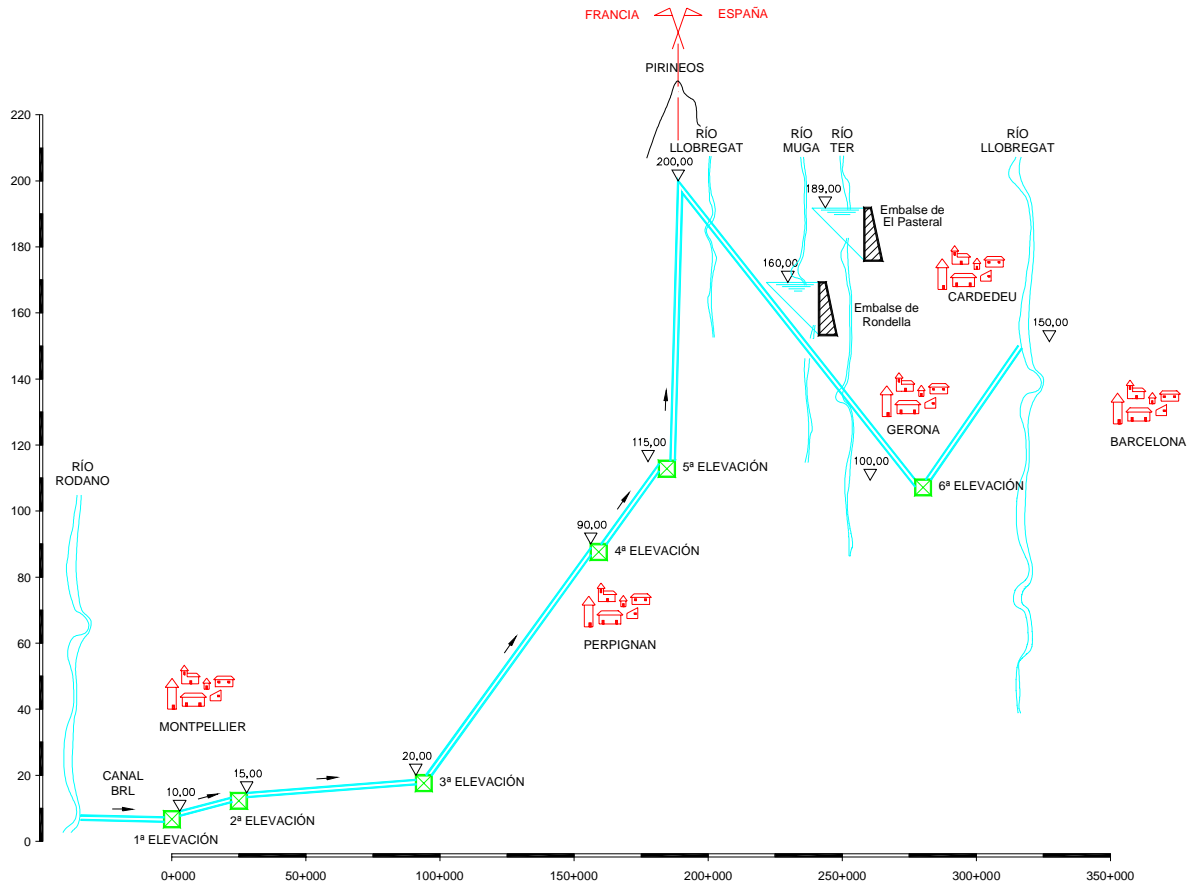 FRANCIA
ESPAÑA
PIRINEOS
220
RÍO
LLOBREGAT
RÍO
MUGA
RÍO
TER
RÍO
LLOBREGAT
200,00
200
189,00
Embalse de
El Pasteral
180
160,00
CARDEDEU
160
Embalse de
Rondella
150,00
140
GERONA
BARCELONA
120
115,00
5ª ELEVACIÓN
100,00
6ª ELEVACIÓN
RÍO
RODANO
100
90,00
4ª ELEVACIÓN
80
PERPIGNAN
60
40
MONTPELLIER
20
CANAL
BRL
10,00
15,00
20,00
3ª ELEVACIÓN
2ª ELEVACIÓN
1ª ELEVACIÓN
0
0+000
50+000
100+000
150+000
200+000
250+000
300+000
350+000